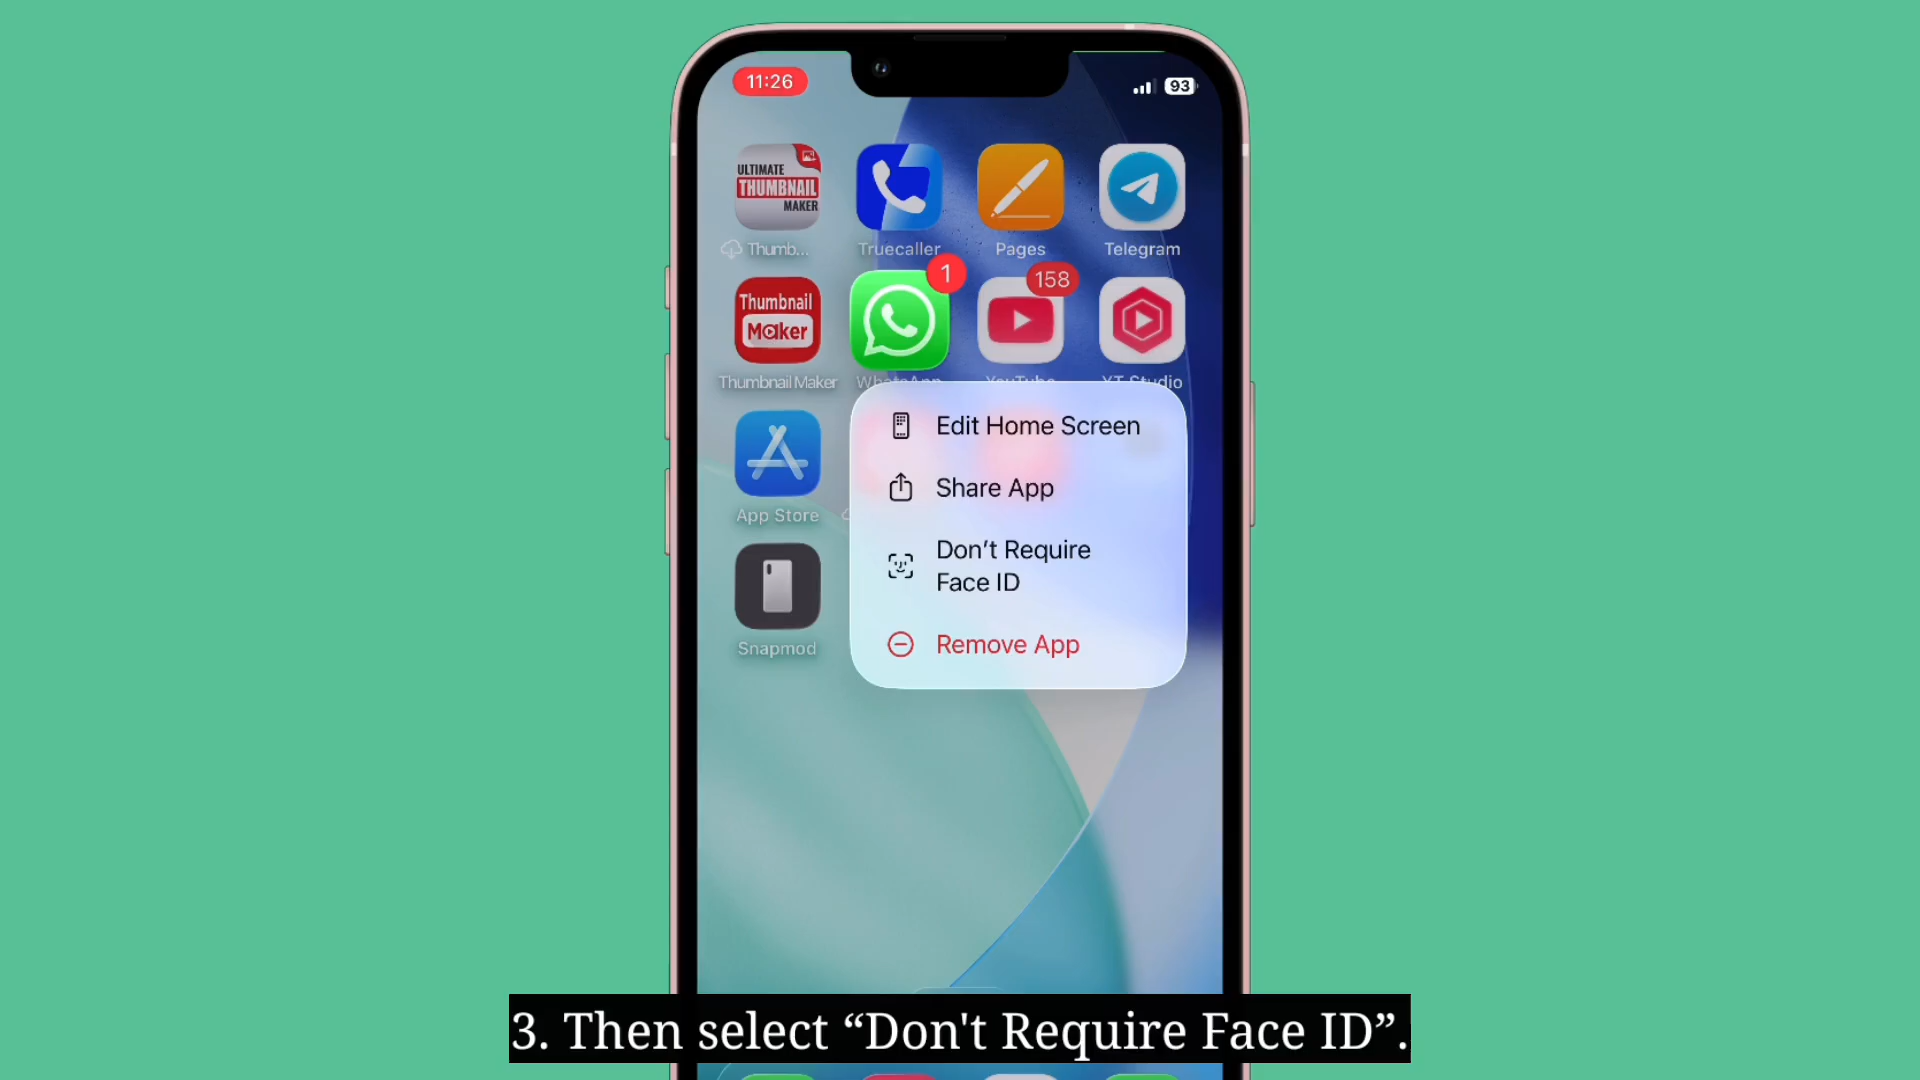 11:26
93
ULTIMATE
THUMBNAIL
MAKER
Thumb...
Truecaller
Pages
Telegram
1
158
Thumbnail
Maker
Thumbnail Maker
WhatsApp
YouTube
YT Studio
Edit Home Screen
Share App
App Store
Don’t Require
Face ID
Remove App
Snapmod
3. Then select “Don't Require Face ID”.